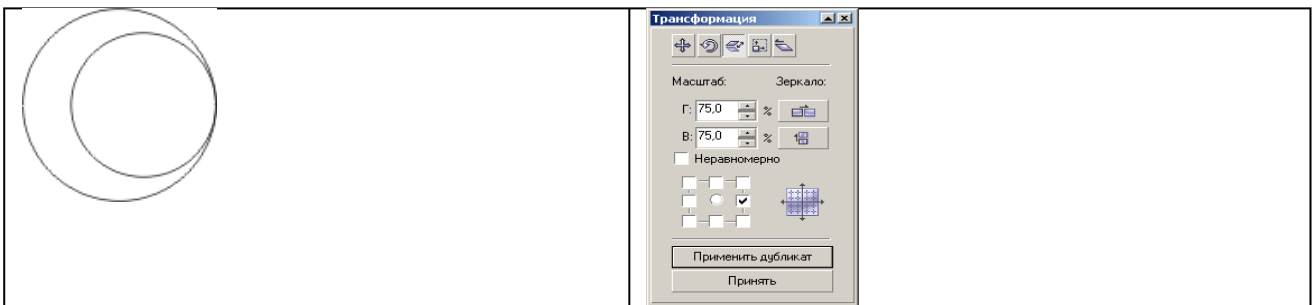 Трансформация
Масштаб: Зеркало:
Г: 75,0 %
В: 75,0 %
Неравномерно
Применить дубликат
Принять